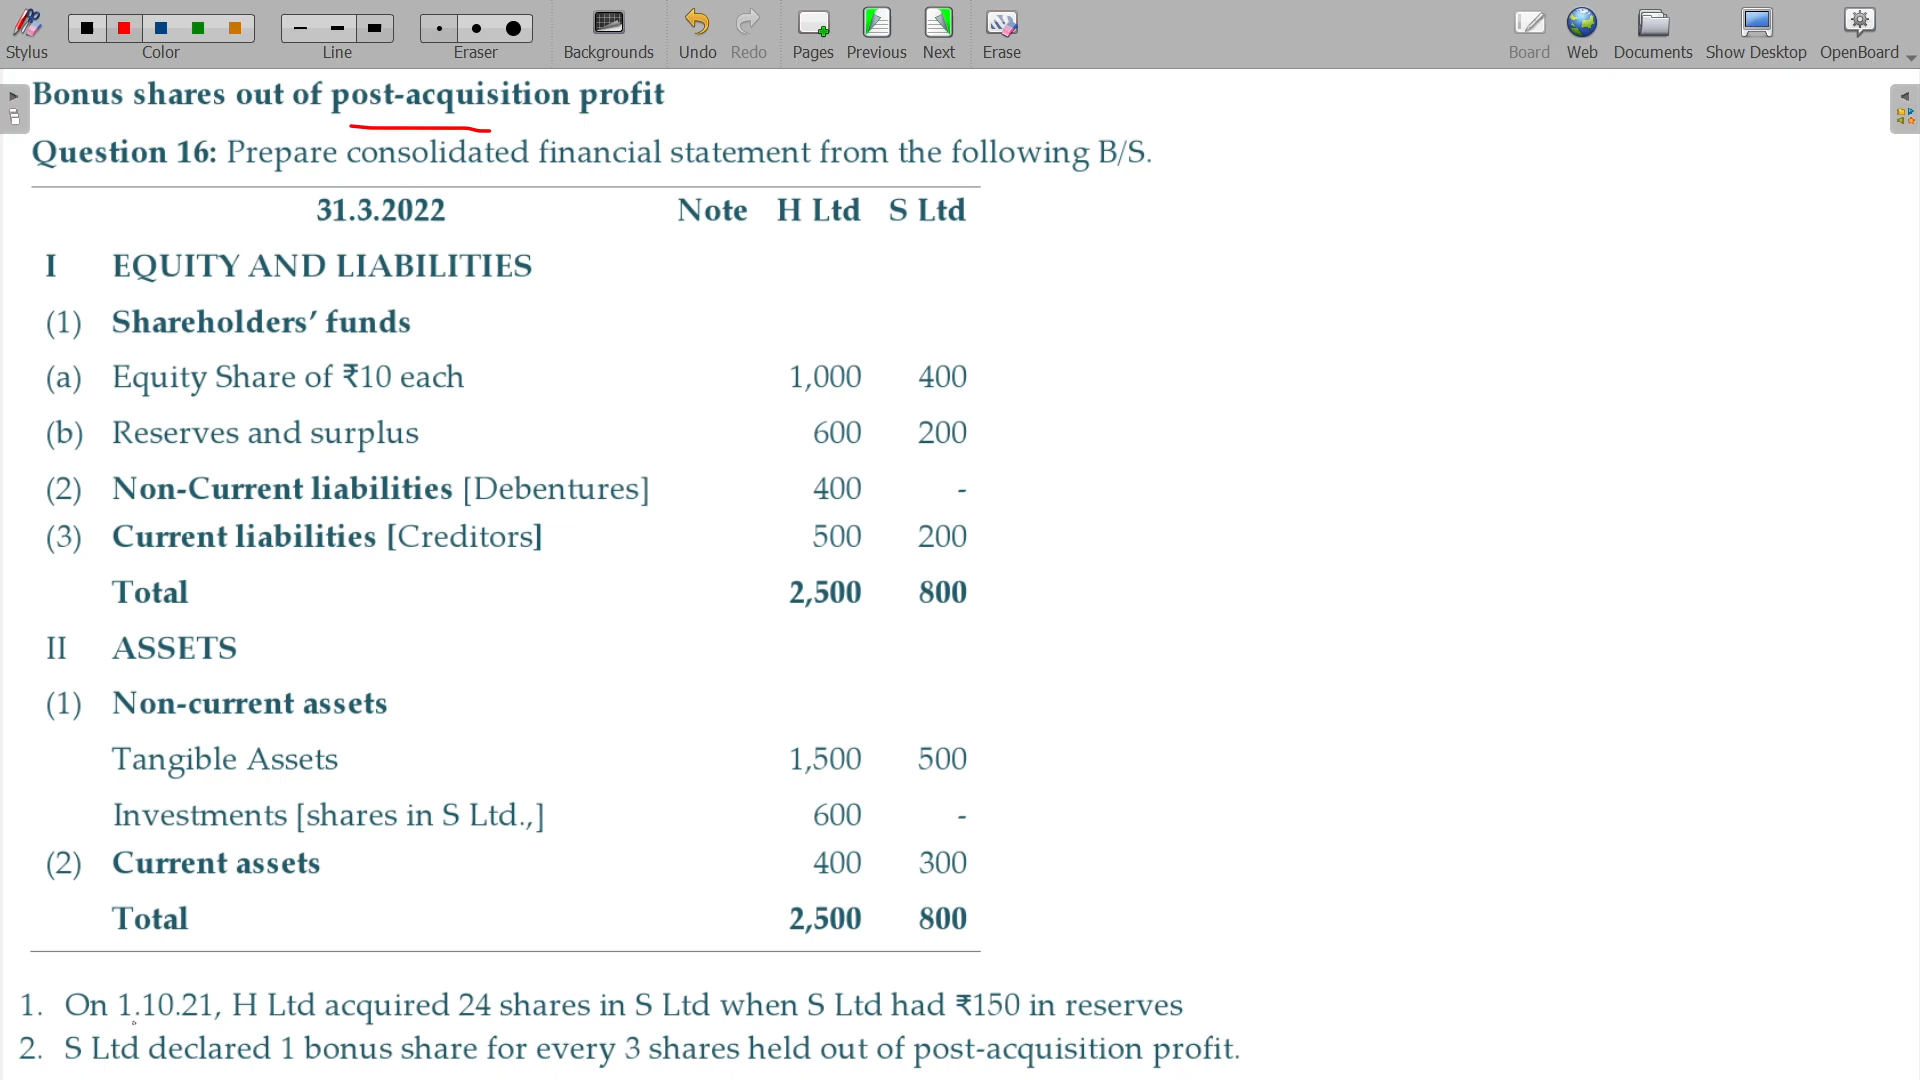 Stylus Color Line Eraser Backgrounds Undo Redo Pages Previous Next Erase Board Web Documents Show Desktop OpenBoard
Bonus shares out of post-acquisition profit
Question 16: Prepare consolidated financial statement from the following B/S.
31.3.2022 Note H Ltd S Ltd
I EQUITY AND LIABILITIES
(1) Shareholders’ funds
(a) Equity Share of ₹10 each 1,000 400
(b) Reserves and surplus 600 200
(2) Non-Current liabilities [Debentures] 400 -
(3) Current liabilities [Creditors] 500 200
Total 2,500 800
II ASSETS
(1) Non-current assets
Tangible Assets 1,500 500
Investments [shares in S Ltd.,] 600 -
(2) Current assets 400 300
Total 2,500 800
1. On 1.10.21, H Ltd acquired 24 shares in S Ltd when S Ltd had ₹150 in reserves
2. S Ltd declared 1 bonus share for every 3 shares held out of post-acquisition profit.